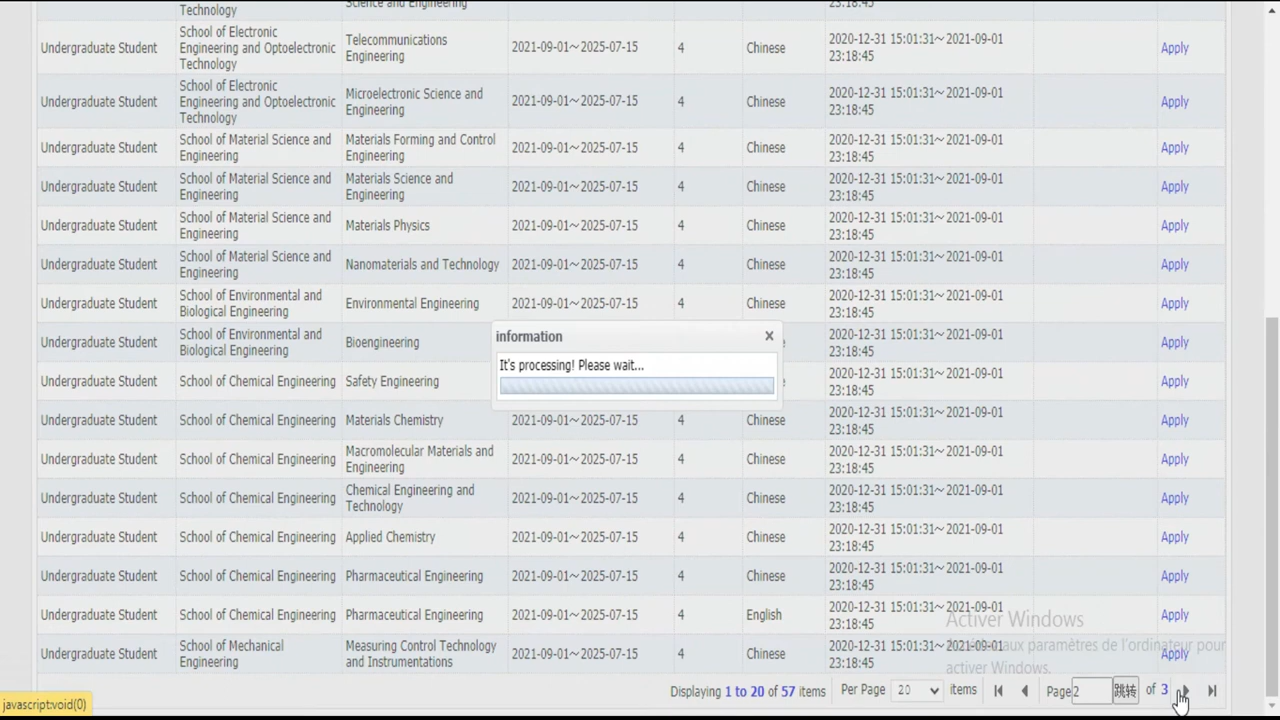 Technology
Science and Engineering
23:18:45
Undergraduate Student School of Electronic Engineering and Optoelectronic Technology Telecommunications Engineering 2021-09-01~2025-07-15 4 Chinese 2020-12-31 15:01:31~2021-09-01 23:18:45 Apply
Undergraduate Student School of Electronic Engineering and Optoelectronic Technology Microelectronic Science and Engineering 2021-09-01~2025-07-15 4 Chinese 2020-12-31 15:01:31~2021-09-01 23:18:45 Apply
Undergraduate Student School of Material Science and Engineering Materials Forming and Control Engineering 2021-09-01~2025-07-15 4 Chinese 2020-12-31 15:01:31~2021-09-01 23:18:45 Apply
Undergraduate Student School of Material Science and Engineering Materials Science and Engineering 2021-09-01~2025-07-15 4 Chinese 2020-12-31 15:01:31~2021-09-01 23:18:45 Apply
Undergraduate Student School of Material Science and Engineering Materials Physics 2021-09-01~2025-07-15 4 Chinese 2020-12-31 15:01:31~2021-09-01 23:18:45 Apply
Undergraduate Student School of Material Science and Engineering Nanomaterials and Technology 2021-09-01~2025-07-15 4 Chinese 2020-12-31 15:01:31~2021-09-01 23:18:45 Apply
Undergraduate Student School of Environmental and Biological Engineering Environmental Engineering 2021-09-01~2025-07-15 4 Chinese 2020-12-31 15:01:31~2021-09-01 23:18:45 Apply
Undergraduate Student School of Environmental and Biological Engineering Bioengineering 2020-12-31 15:01:31~2021-09-01 23:18:45 Apply
information
It's processing! Please wait...
Undergraduate Student School of Chemical Engineering Safety Engineering 2020-12-31 15:01:31~2021-09-01 23:18:45 Apply
Undergraduate Student School of Chemical Engineering Materials Chemistry 2021-09-01~2025-07-15 4 Chinese 2020-12-31 15:01:31~2021-09-01 23:18:45 Apply
Undergraduate Student School of Chemical Engineering Macromolecular Materials and Engineering 2021-09-01~2025-07-15 4 Chinese 2020-12-31 15:01:31~2021-09-01 23:18:45 Apply
Undergraduate Student School of Chemical Engineering Chemical Engineering and Technology 2021-09-01~2025-07-15 4 Chinese 2020-12-31 15:01:31~2021-09-01 23:18:45 Apply
Undergraduate Student School of Chemical Engineering Applied Chemistry 2021-09-01~2025-07-15 4 Chinese 2020-12-31 15:01:31~2021-09-01 23:18:45 Apply
Undergraduate Student School of Chemical Engineering Pharmaceutical Engineering 2021-09-01~2025-07-15 4 Chinese 2020-12-31 15:01:31~2021-09-01 23:18:45 Apply
Undergraduate Student School of Chemical Engineering Pharmaceutical Engineering 2021-09-01~2025-07-15 4 English 2020-12-31 15:01:31~2021-09-01 23:18:45 Apply
Undergraduate Student School of Mechanical Engineering Measuring Control Technology and Instrumentations 2021-09-01~2025-07-15 4 Chinese 2020-12-31 15:01:31~2021-09-01 23:18:45 Apply
Activer Windows
aux paramètres de l'ordinateur pour
activer Windows.
Displaying 1 to 20 of 57 items Per Page 20 items Page 2 跳转 of 3
javascript:void(0)